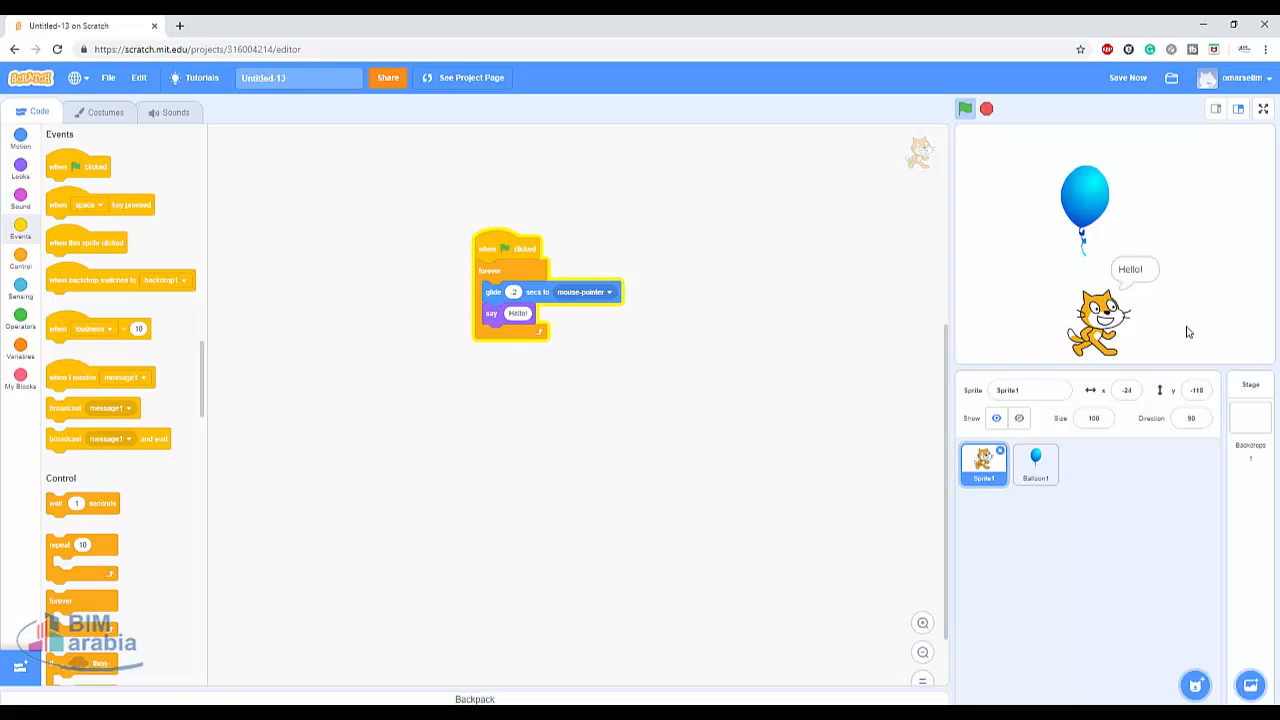 Untitled-13 on Scratch
https://scratch.mit.edu/projects/316004214/editor
SCRATCH File Edit Tutorials Untitled-13 Share See Project Page Save Now omarselim
Code Costumes Sounds
Motion
Looks
Sound
Events
Control
Sensing
Operators
Variables
My Blocks
Events
when clicked
when space key pressed
when this sprite clicked
when backdrop switches to backdrop1
when loudness > 10
when I receive message1
broadcast message1
broadcast message1 and wait
Control
wait 1 seconds
repeat 10
forever
if then
BIM
arabia
when clicked
forever
glide .2 secs to mouse-pointer
say Hello!
Backpack
Hello!
Sprite Sprite1 x -24 y -118
Show Size 100 Direction 90
Sprite1
Balloon1
Stage
Backdrops
1